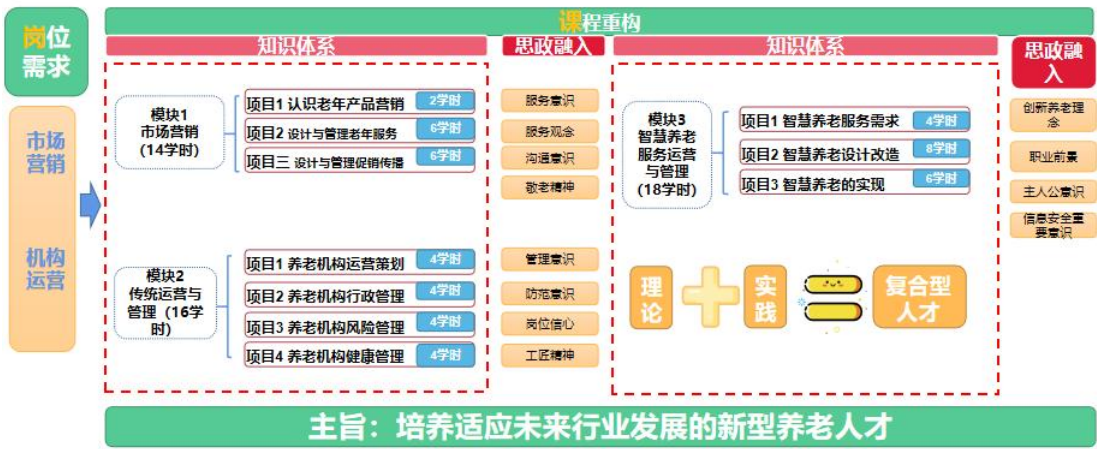 岗位
需求
市场
营销
机构
运营
课程重构
知识体系
思政融入
模块1
市场营销
(14学时)
项目1 认识老年产品营销
2学时
项目2 设计与管理老年服务
6学时
项目三 设计与管理促销传播
6学时
服务意识
服务观念
沟通意识
敬老精神
模块2
传统运营与
管理（16学
时）
项目1 养老机构运营策划
4学时
项目2 养老机构行政管理
4学时
项目3 养老机构风险管理
4学时
项目4 养老机构健康管理
4学时
管理意识
防范意识
岗位信心
工匠精神
知识体系
思政融
入
模块3
智慧养老
服务运营
与管理
(18学时)
项目1 智慧养老服务需求
4学时
项目2 智慧养老设计改造
8学时
项目3 智慧养老的实现
6学时
创新养老理
念
职业前景
主人公意识
信息安全重
要意识
理
论
实
践
复合型
人才
主旨：培养适应未来行业发展的新型养老人才